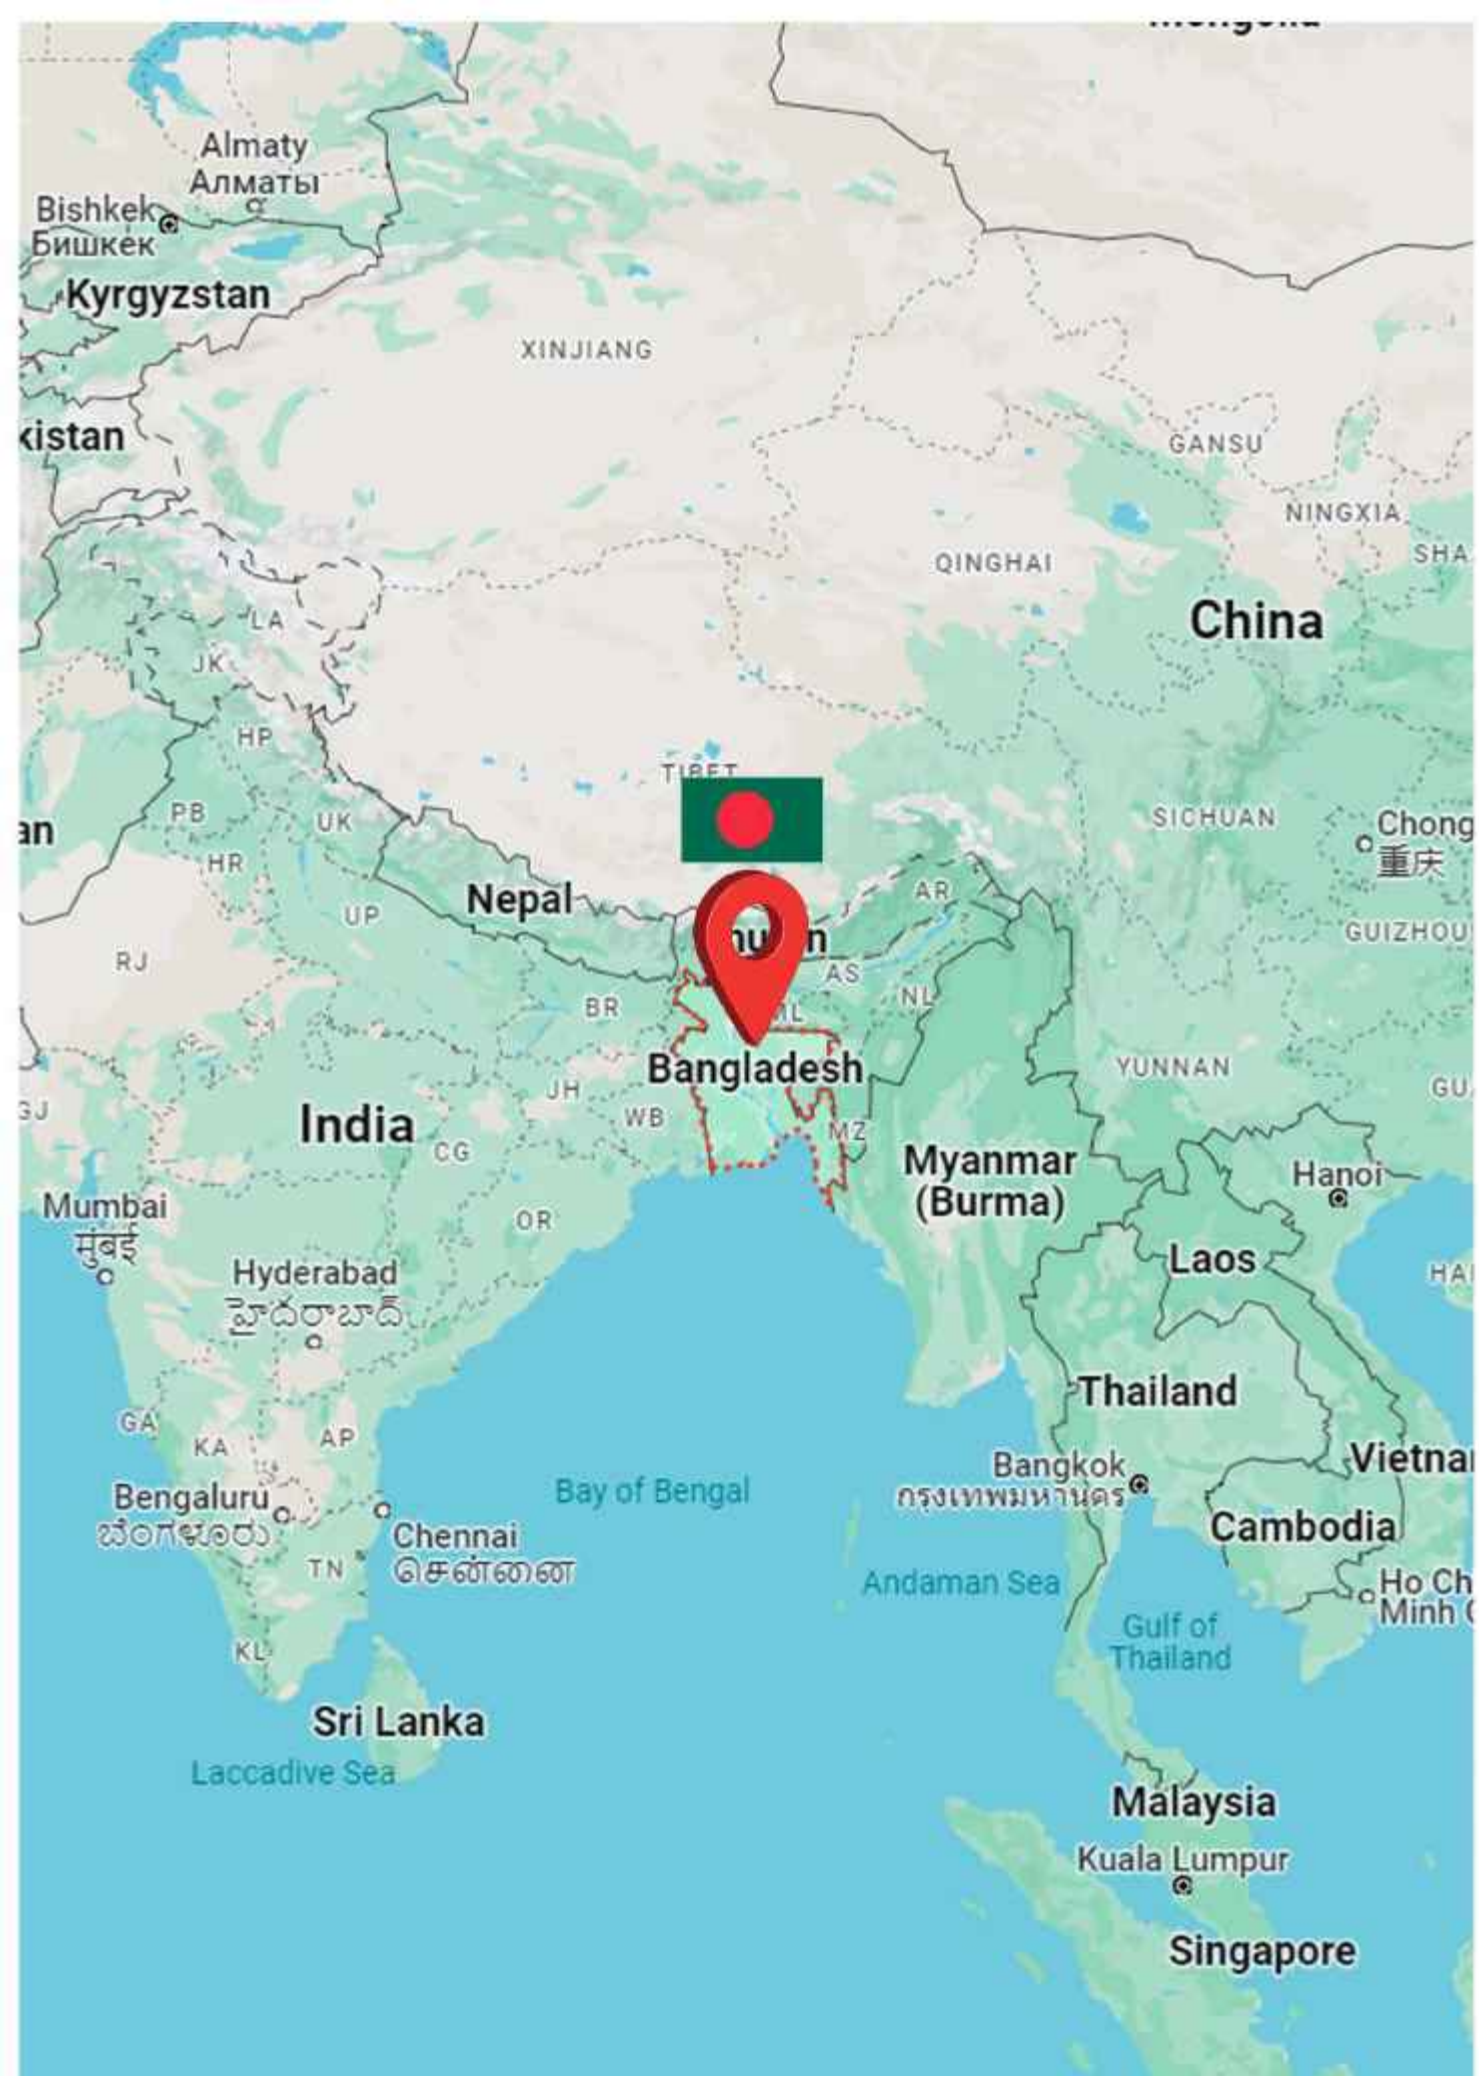 Almaty
Алматы
Bishkek
Бишкек
Kyrgyzstan
XINJIANG
kistan
GANSU
NINGXIA
SHA
QINGHAI
China
LA
JK
HP
TIBET
PB
UK
an
HR
SICHUAN
Chong
重庆
Nepal
AR
UP
GUIZHOU
RJ
AS
BR
NL
ML
Bangladesh
YUNNAN
JH
GU
GJ
WB
India
MZ
CG
Myanmar
(Burma)
Hanoi
Mumbai
मुंबई
OR
Laos
Hyderabad
హైదరాబాద్
HAI
Thailand
GA
KA
AP
Bangkok
กรุงเทพมหานคร
Vietna
Bay of Bengal
Bengaluru
ಬೆಂಗಳೂರು
Chennai
சென்னை
Cambodia
TN
Andaman Sea
Ho Ch
Minh
Gulf of
Thailand
KL
Sri Lanka
Laccadive Sea
Malaysia
Kuala Lumpur
Singapore